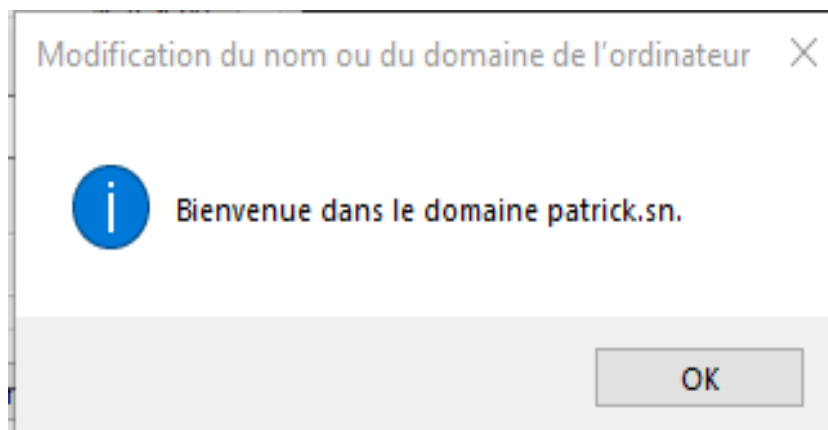 Modification du nom ou du domaine de l'ordinateur
Bienvenue dans le domaine patrick.sn.
OK